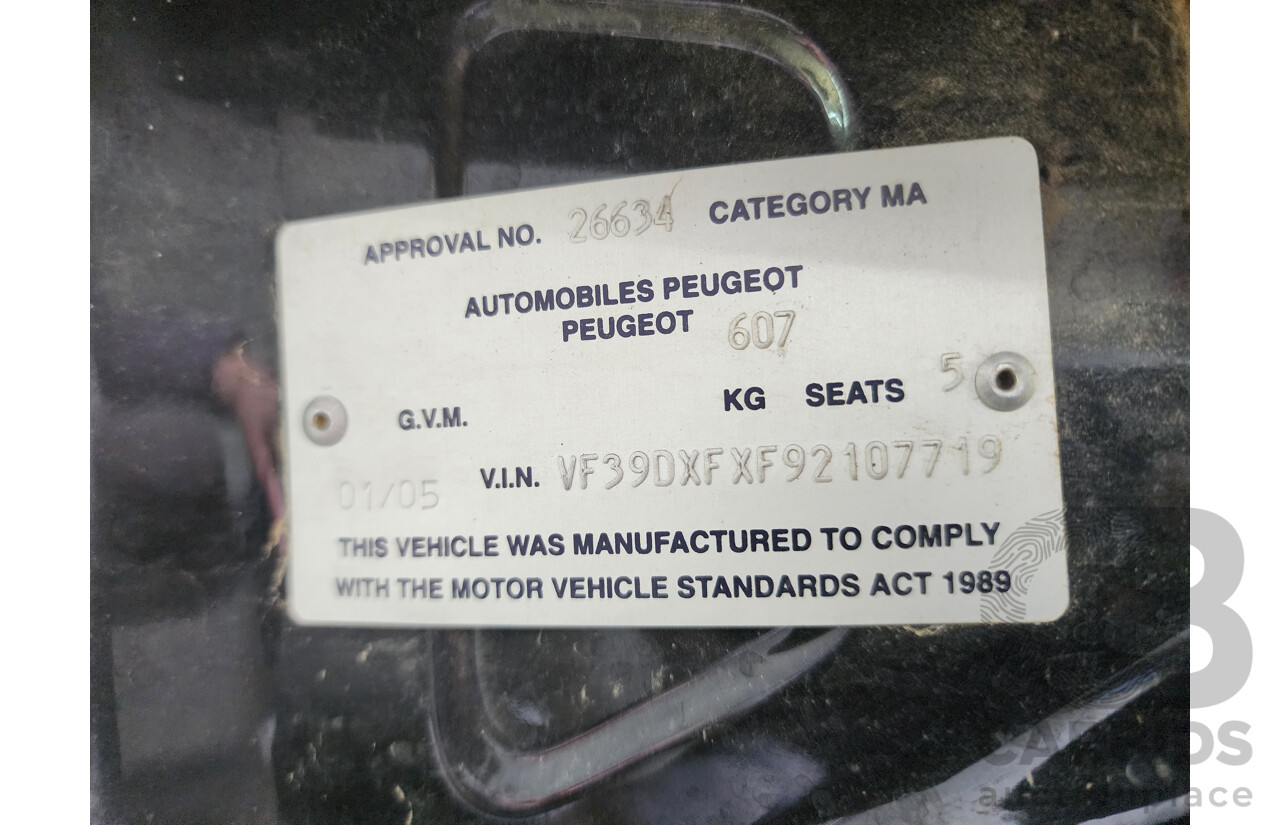 APPROVAL NO. 26634 CATEGORY MA
AUTOMOBILES PEUGEOT
PEUGEOT 607
G.V.M. KG SEATS 5
01/05 V.I.N. VF39DXFXF92107719
THIS VEHICLE WAS MANUFACTURED TO COMPLY
WITH THE MOTOR VEHICLE STANDARDS ACT 1989